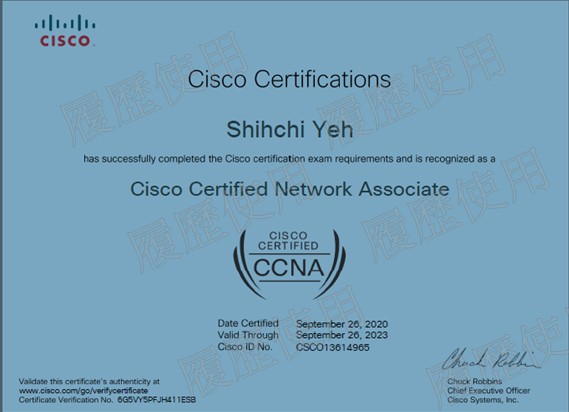 CISCO
Cisco Certifications
Shihchi Yeh
has successfully completed the Cisco certification exam requirements and is recognized as a
Cisco Certified Network Associate
CISCO
CERTIFIED
CCNA
Date Certified September 26, 2020
Valid Through September 26, 2023
Cisco ID No. CSCO13614965
Validate this certificate's authenticity at
www.cisco.com/go/verifycertificate
Certificate Verification No. 6G5VY5PFJH411ESB
Chuck Robbins
Chuck Robbins
Chief Executive Officer
Cisco Systems, Inc.
履歷使用
履歷使用
履歷使用
履歷使用
履歷使用
履歷使用